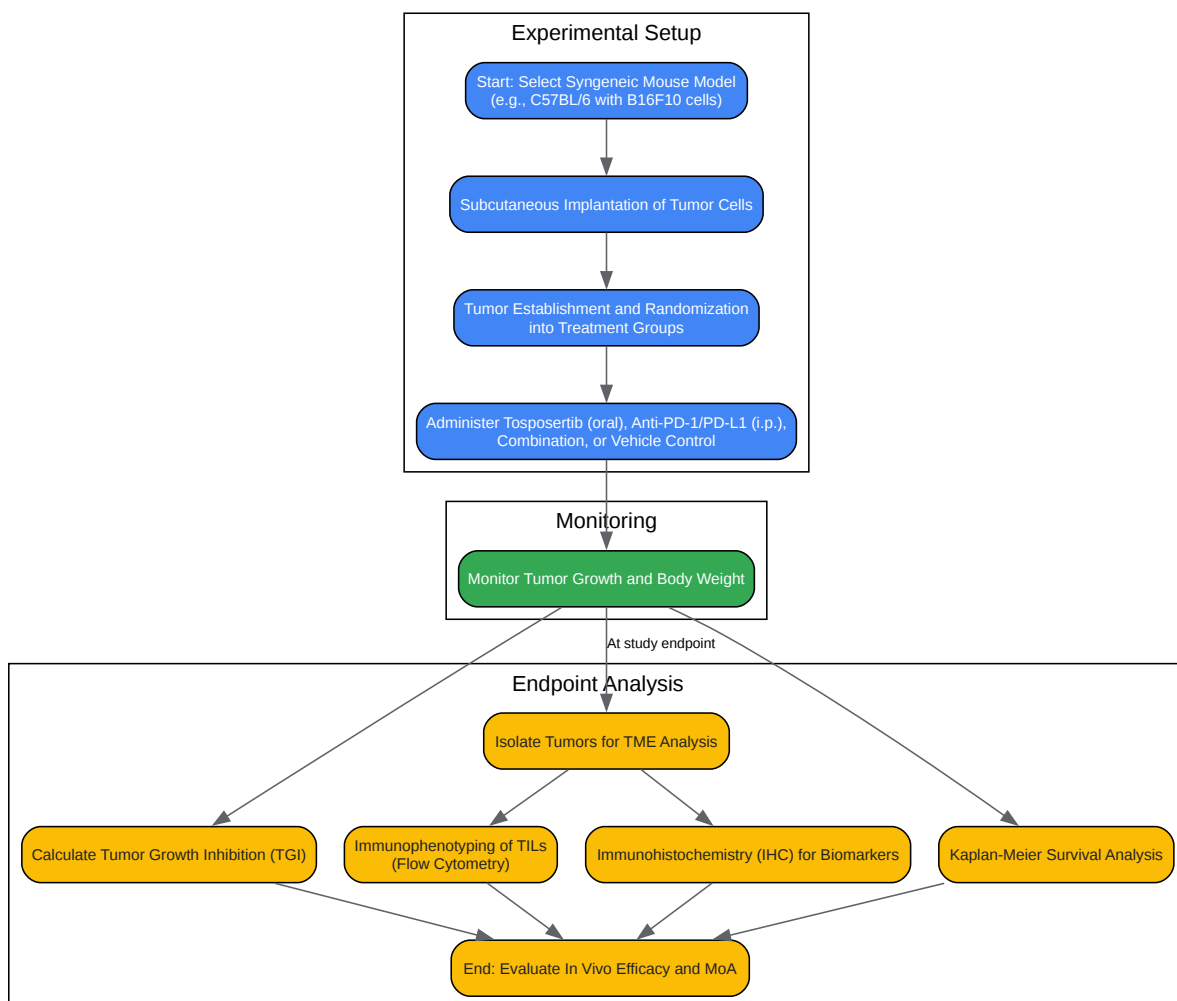 Experimental Setup
Start: Select Syngeneic Mouse Model
(e.g., C57BL/6 with B16F10 cells)
Subcutaneous Implantation of Tumor Cells
Tumor Establishment and Randomization
into Treatment Groups
Administer Tosposertib (oral), Anti-PD-1/PD-L1 (i.p.),
Combination, or Vehicle Control
Monitoring
Monitor Tumor Growth and Body Weight
At study endpoint
Endpoint Analysis
Isolate Tumors for TME Analysis
Calculate Tumor Growth Inhibition (TGI)
Immunophenotyping of TILs
(Flow Cytometry)
Immunohistochemistry (IHC) for Biomarkers
Kaplan-Meier Survival Analysis
End: Evaluate In Vivo Efficacy and MoA